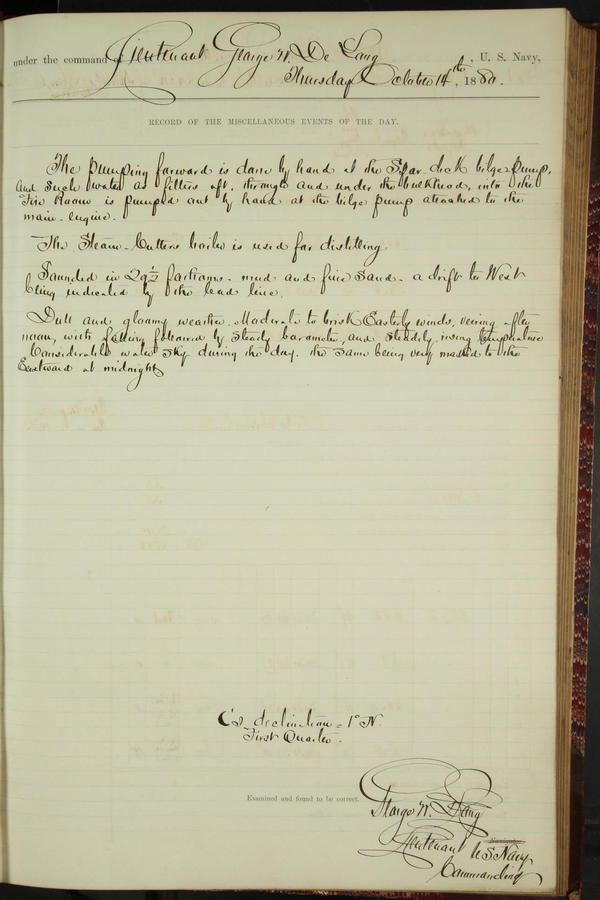 under the command of Lieutenant George W. De Long, U. S. Navy,
Thursday October 14th, 1880.
RECORD OF THE MISCELLANEOUS EVENTS OF THE DAY.
The pumping forward is done by hand at the Spar-deck bilge-pump,
and such water as filters aft, through and under the bulkhead, into the
Fire Room is pumped out by hand at the bilge pump attached to the
main-engine.
The Steam-Cutters boiler is used for distilling
Sounded in 29½ fathoms - mud and fine sand - a drift to West
being indicated by the lead line.
Dull and gloomy weather. Moderate to brisk Easterly winds, veering after
noon, with falling followed by steady barometer, and steadily rising temperature
Considerable water sky during the day. the same being very marked to the
Eastward at midnight
☾'s declination = 1° N.
First Quarter.
Examined and found to be correct.
George W. De Long
Navigator.
Lieutenant U.S. Navy
Commanding